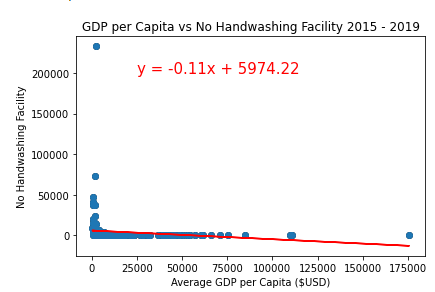 GDP per Capita vs No Handwashing Facility 2015 - 2019
y = -0.11x + 5974.22
200000
150000
100000
50000
0
No Handwashing Facility
0 25000 50000 75000 100000 125000 150000 175000
Average GDP per Capita ($USD)